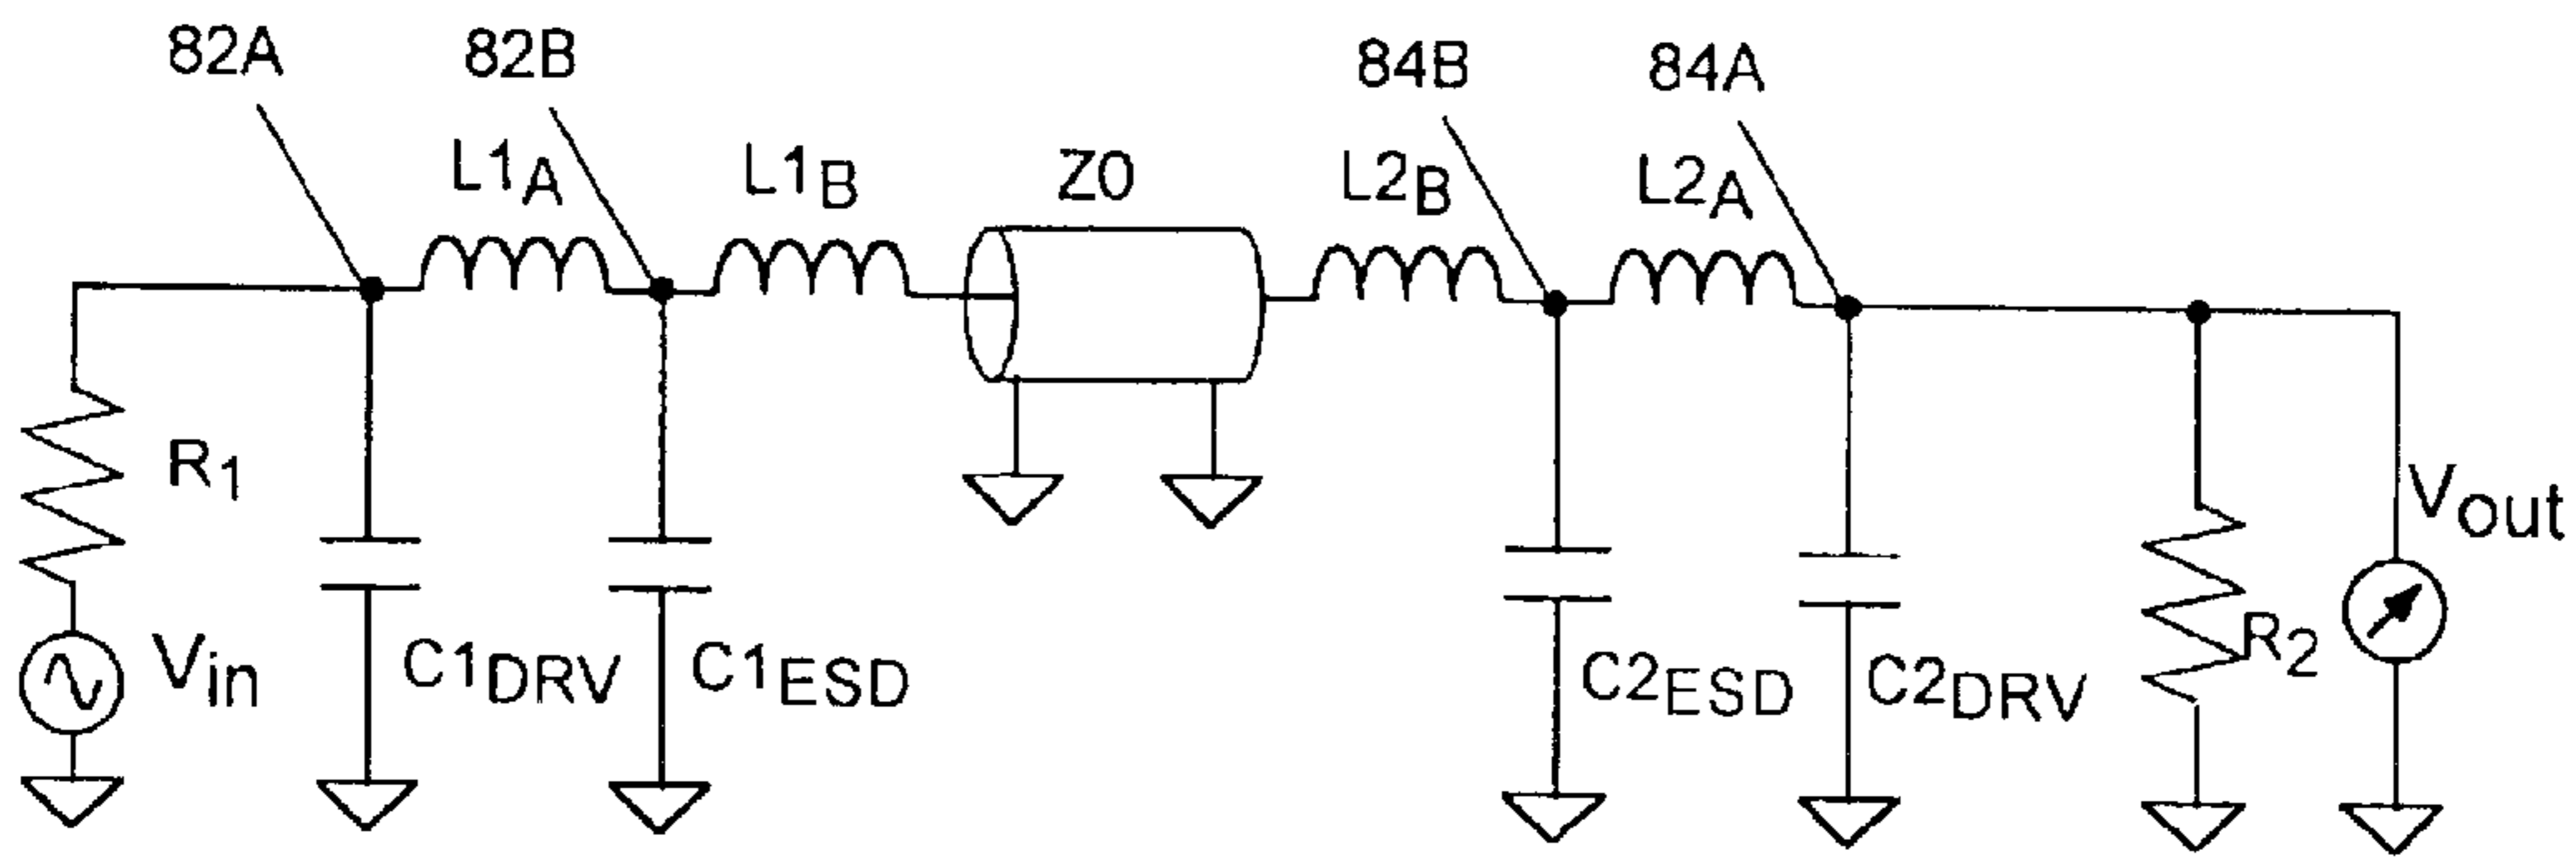 82A
82B
84B
84A
L1A
L1B
Z0
L2B
L2A
R1
Vin
C1DRV
C1ESD
C2ESD
C2DRV
R2
Vout